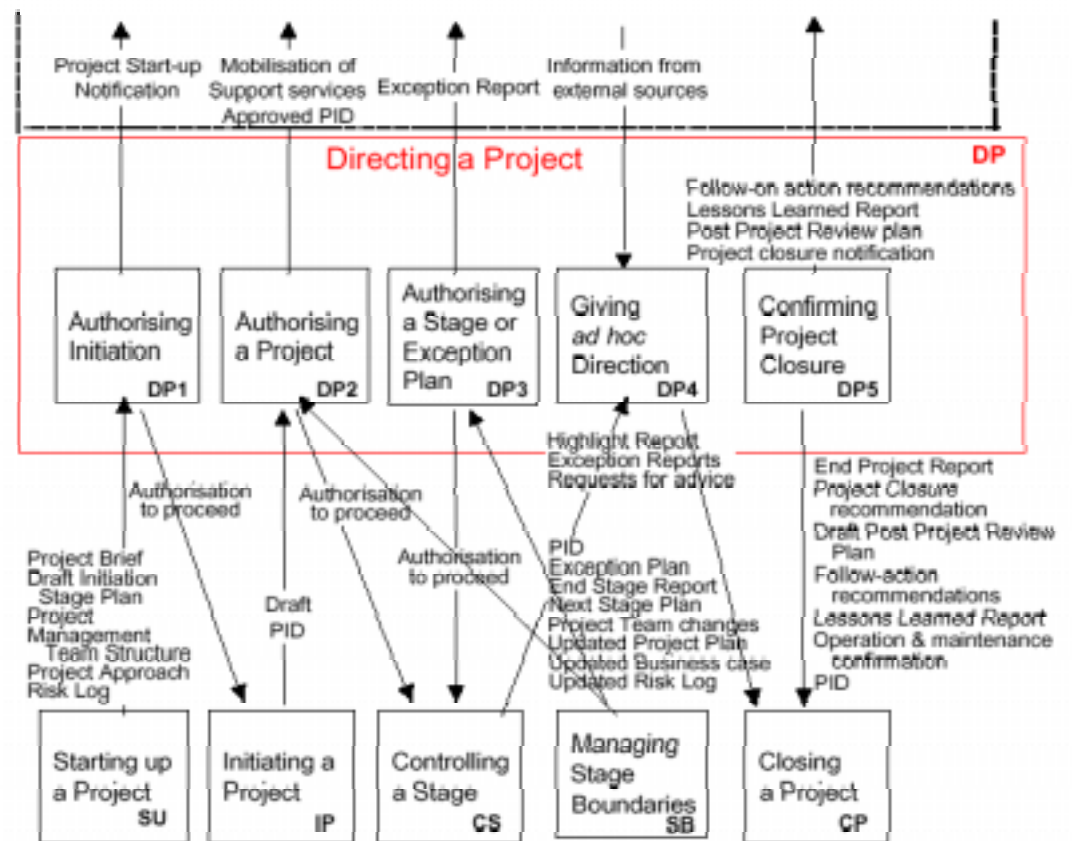 Project Start-up
Notification
Mobilisation of
Support services
Approved PID
Exception Report
Information from
external sources
Directing a Project
DP
Follow-on action recommendations
Lessons Learned Report
Post Project Review plan
Project closure notification
Authorising
Initiation
DP1
Authorising
a Project
DP2
Authorising
a Stage or
Exception
Plan
DP3
Giving
ad hoc
Direction
DP4
Confirming
Project
Closure
DP5
Highlight Report
Exception Reports
Requests for advice
Authorisation
to proceed
Authorisation
to proceed
Authorisation
to proceed
End Project Report
Project Closure
recommendation
Draft Post Project Review
Plan
Follow-action
recommendations
Lessons Learned Report
Operation & maintenance
confirmation
PID
Project Brief
Draft Initiation
Stage Plan
Project
Management
Team Structure
Project Approach
Risk Log
Draft
PID
PID
Exception Plan
End Stage Report
Next Stage Plan
Project Team changes
Updated Project Plan
Updated Business case
Updated Risk Log
Starting up
a Project
SU
Initiating a
Project
IP
Controlling
a Stage
CS
Managing
Stage
Boundaries
SB
Closing
a Project
CP